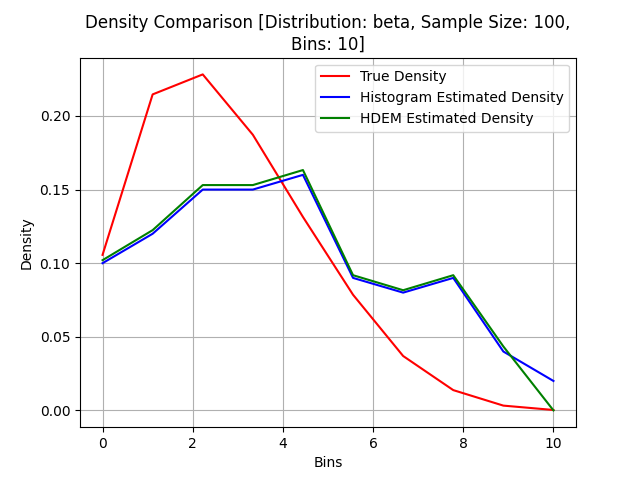 Density Comparison [Distribution: beta, Sample Size: 100,
Bins: 10]
True Density
Histogram Estimated Density
HDEM Estimated Density
Density
0.20
0.15
0.10
0.05
0.00
0 2 4 6 8 10
Bins